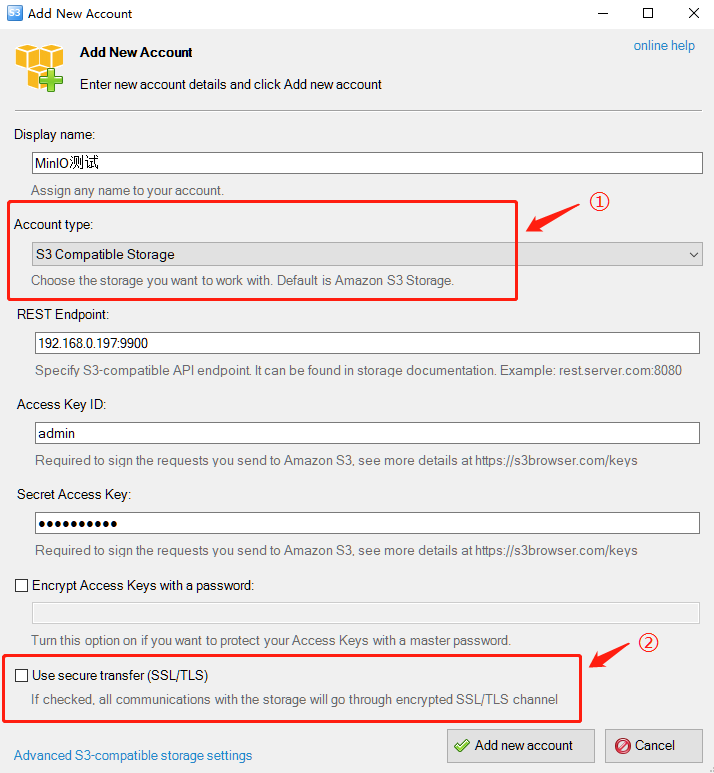 S3 Add New Account
online help
Add New Account
Enter new account details and click Add new account
Display name:
MinIO测试
Assign any name to your account.
①
Account type:
S3 Compatible Storage
Choose the storage you want to work with. Default is Amazon S3 Storage.
REST Endpoint:
192.168.0.197:9900
Specify S3-compatible API endpoint. It can be found in storage documentation. Example: rest.server.com:8080
Access Key ID:
admin
Required to sign the requests you send to Amazon S3, see more details at https://s3browser.com/keys
Secret Access Key:
●●●●●●●●●●
Required to sign the requests you send to Amazon S3, see more details at https://s3browser.com/keys
Encrypt Access Keys with a password:
Turn this option on if you want to protect your Access Keys with a master password.
②
Use secure transfer (SSL/TLS)
If checked, all communications with the storage will go through encrypted SSL/TLS channel
Advanced S3-compatible storage settings
Add new account
Cancel